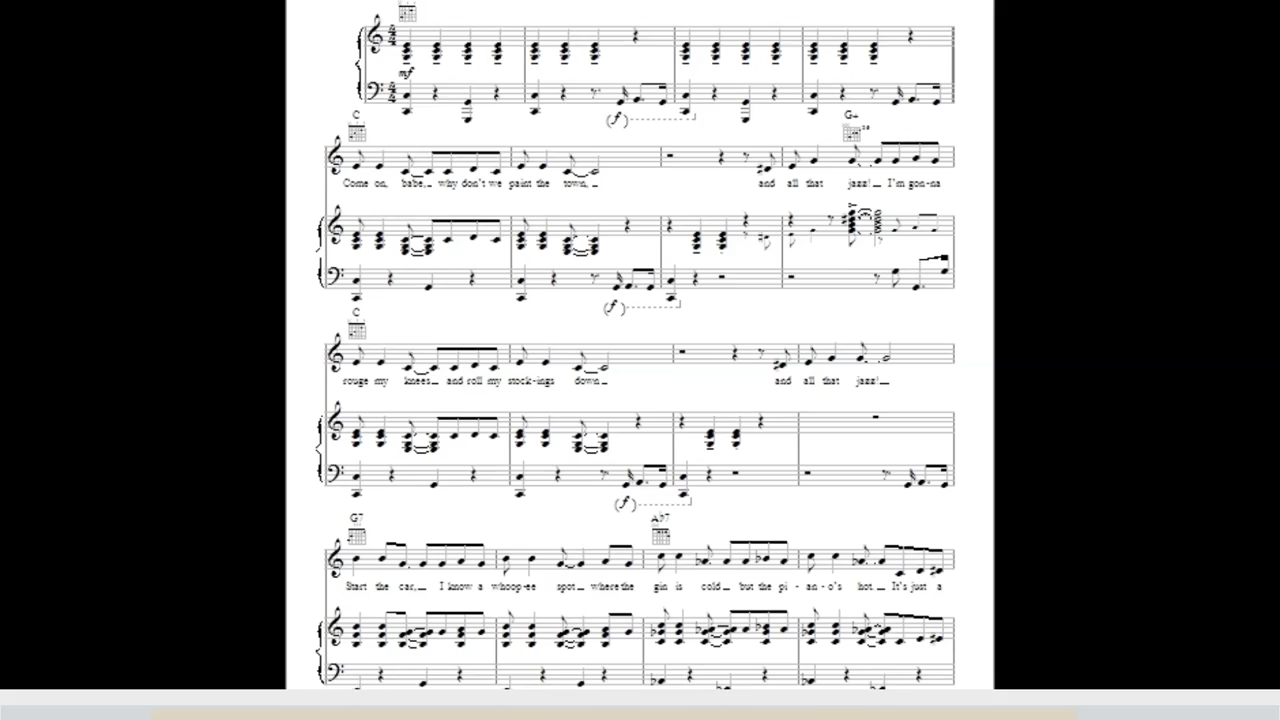 mf
(f)
C G+
Come on, babe, why don't we paint the town, and all that jazz! I'm gon-na
(f)
C
rouge my knees and roll my stock-ings down and all that jazz!
(f)
G7 Ab7
Start the car, I know a whoop-ee spot where the gin is cold but the pi - an - o's hot It's just a